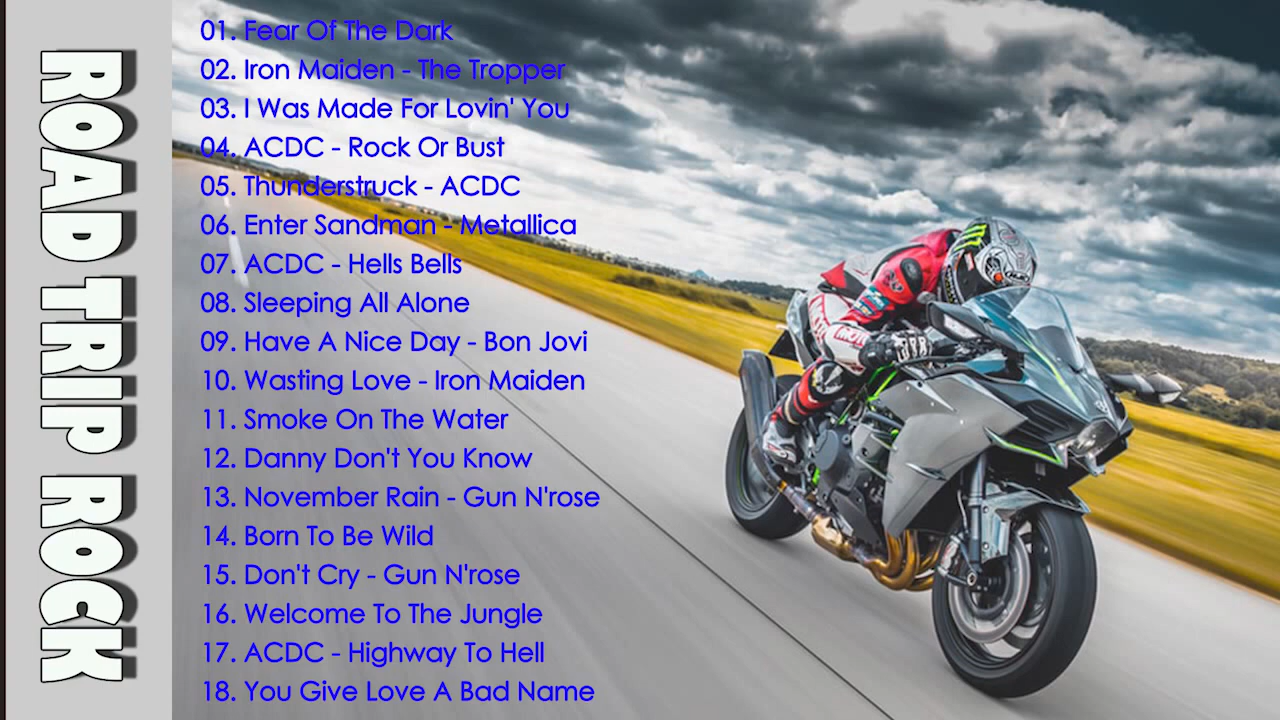 ROAD TRIP ROCK
01. Fear Of The Dark
02. Iron Maiden - The Tropper
03. I Was Made For Lovin' You
04. ACDC - Rock Or Bust
05. Thunderstruck - ACDC
06. Enter Sandman - Metallica
07. ACDC - Hells Bells
08. Sleeping All Alone
09. Have A Nice Day - Bon Jovi
10. Wasting Love - Iron Maiden
11. Smoke On The Water
12. Danny Don't You Know
13. November Rain - Gun N'rose
14. Born To Be Wild
15. Don't Cry - Gun N'rose
16. Welcome To The Jungle
17. ACDC - Highway To Hell
18. You Give Love A Bad Name